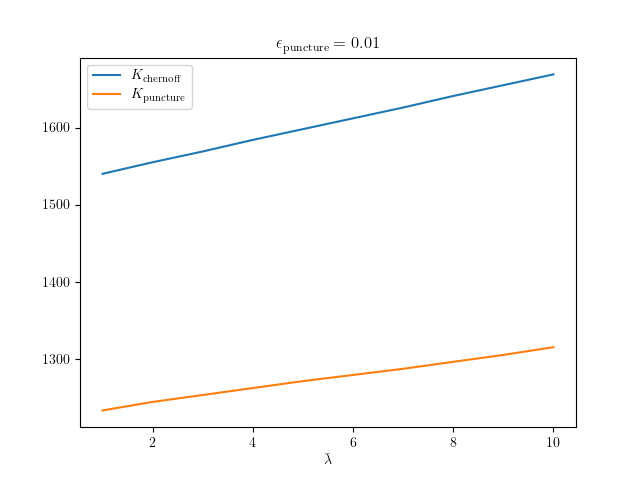 ϵ_puncture = 0.01
K_chernoff
K_puncture
1600
1500
1400
1300
2 4 6 8 10
λ̄